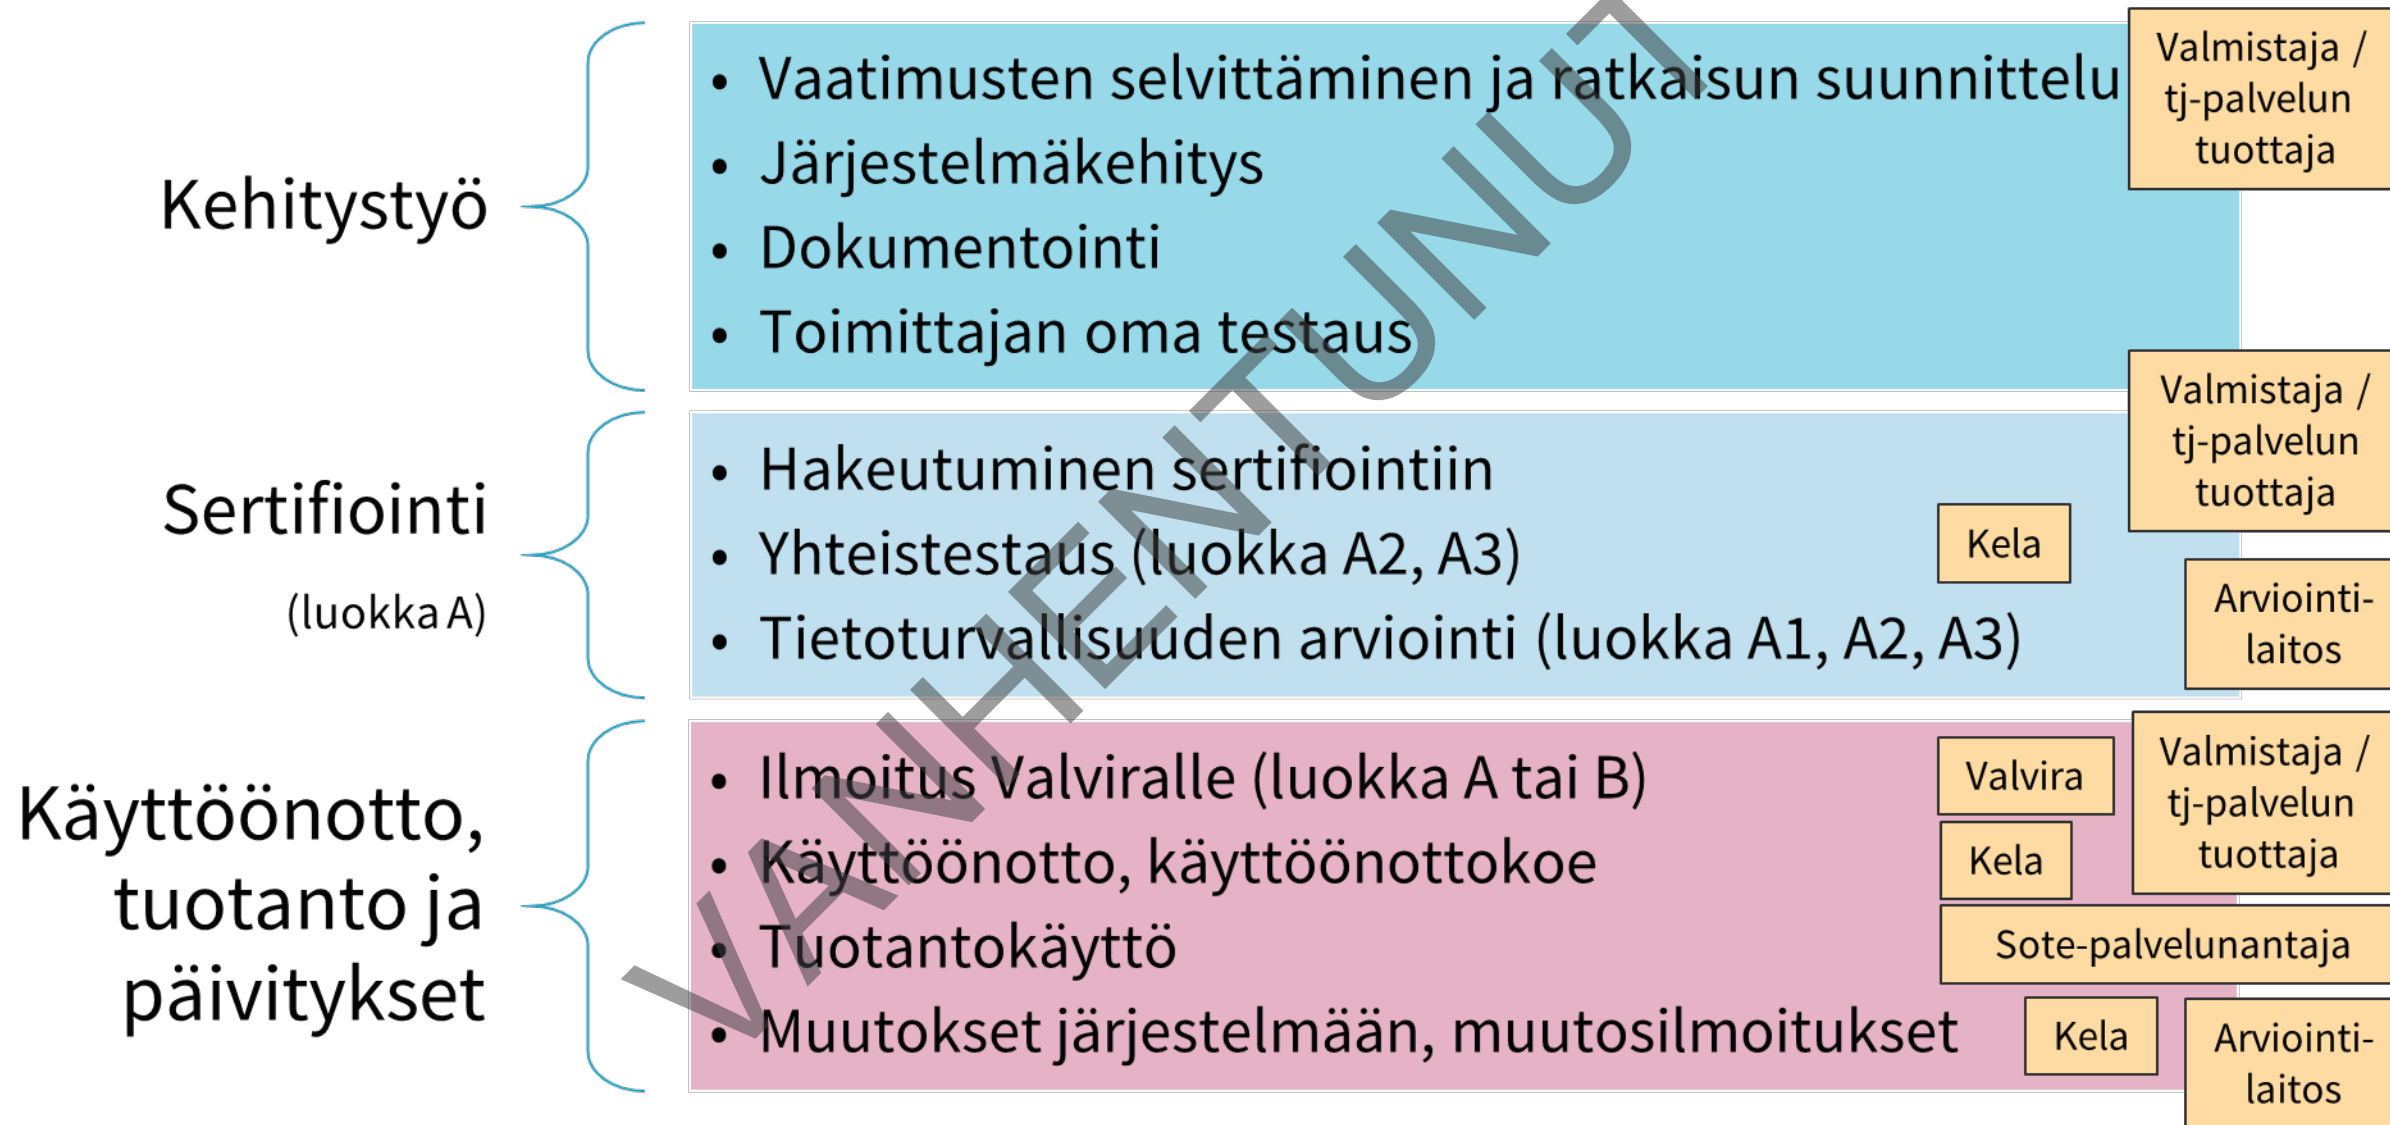 Kehitystyö
• Vaatimusten selvittäminen ja ratkaisun suunnittelu
• Järjestelmäkehitys
• Dokumentointi
• Toimittajan oma testaus
Valmistaja /
tj-palvelun
tuottaja
Sertifiointi
(luokka A)
• Hakeutuminen sertifiointiin
• Yhteistestaus (luokka A2, A3)
• Tietoturvallisuuden arviointi (luokka A1, A2, A3)
Kela
Valmistaja /
tj-palvelun
tuottaja
Arviointi-
laitos
Käyttöönotto,
tuotanto ja
päivitykset
• Ilmoitus Valviralle (luokka A tai B)
• Käyttöönotto, käyttöönottokoe
• Tuotantokäyttö
• Muutokset järjestelmään, muutosilmoitukset
Valvira
Kela
Valmistaja /
tj-palvelun
tuottaja
Sote-palvelunantaja
Kela
Arviointi-
laitos
VANHENTUNUT